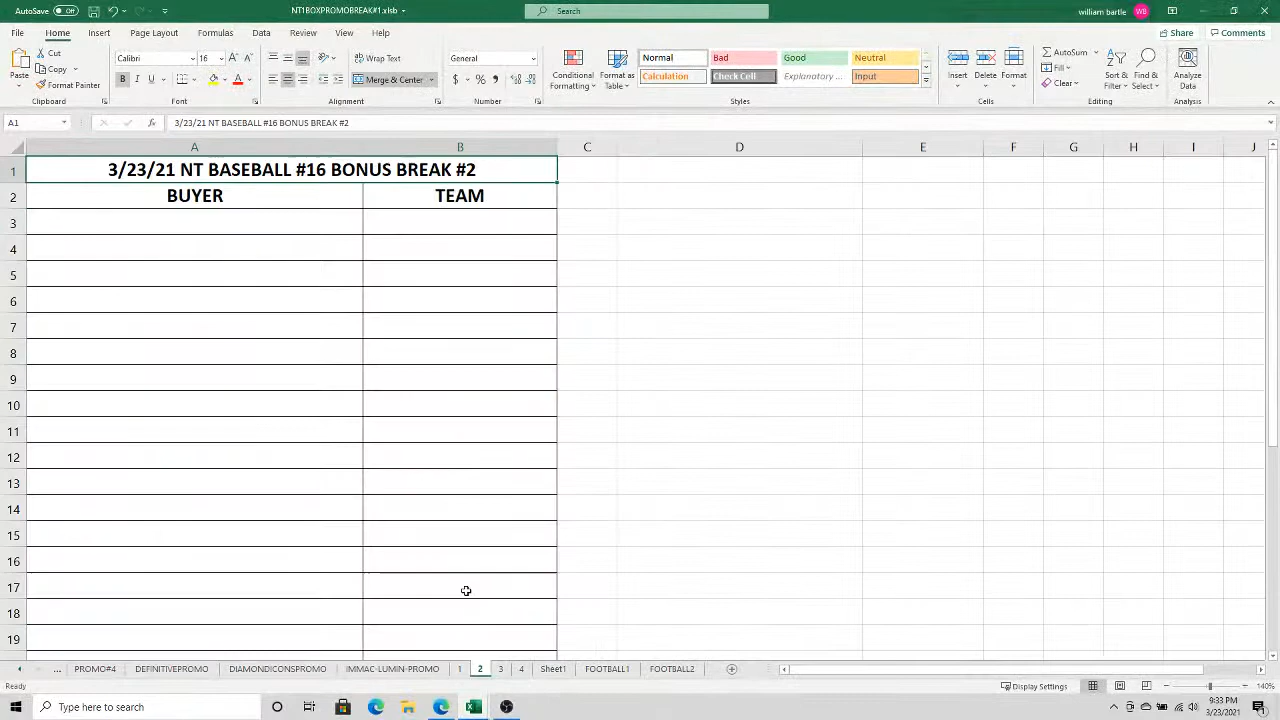 AutoSave Off NT1BOXPROMOBREAK#1.xlsb Search william bartle WB
File Home Insert Page Layout Formulas Data Review View Help Share Comments
Paste Cut Copy Format Painter Clipboard
Calibri 16 B I U Font
Wrap Text Merge & Center Alignment
General $ % Number
Conditional Formatting Format as Table
Normal Bad Good Neutral
Calculation Check Cell Explanatory ... Input
Styles
Insert Delete Format Cells
AutoSum Fill Clear Sort & Filter Find & Select Editing
Analyze Data Analysis
A1 fx 3/23/21 NT BASEBALL #16 BONUS BREAK #2
A B C D E F G H I J
1 3/23/21 NT BASEBALL #16 BONUS BREAK #2
2 BUYER TEAM
3
4
5
6
7
8
9
10
11
12
13
14
15
16
17
18
19
... PROMO#4 DEFINITIVEPROMO DIAMONDICONSPROMO IMMAC-LUMIN-PROMO 1 2 3 4 Sheet1 FOOTBALL1 FOOTBALL2
Ready Display Settings 140%
Type here to search 9:33 PM
3/23/2021